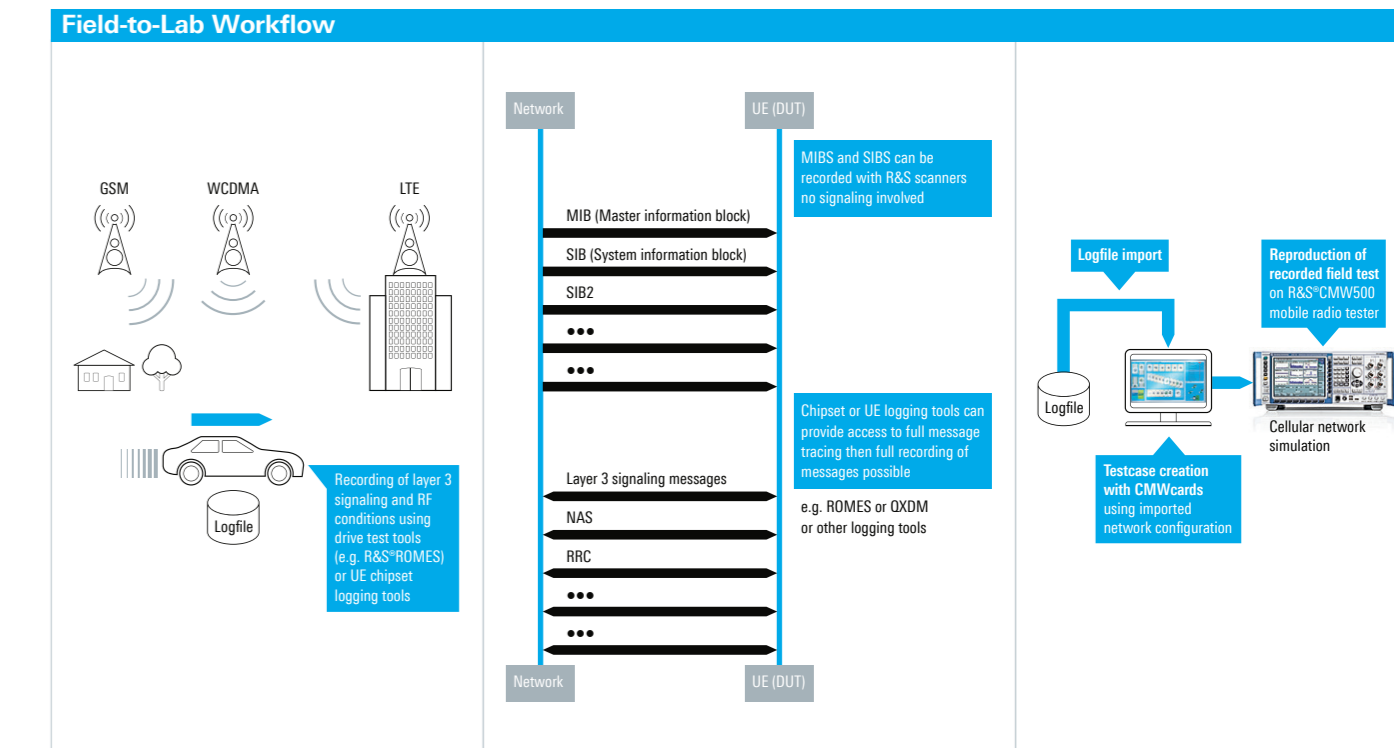 Field-to-Lab Workflow
GSM
WCDMA
LTE
Logfile
Recording of layer 3
signaling and RF
conditions using
drive test tools
(e.g. R&S®ROMES)
or UE chipset
logging tools
Network
UE (DUT)
MIBS and SIBS can be
recorded with R&S scanners
no signaling involved
MIB (Master information block)
SIB (System information block)
SIB2
•••
•••
Chipset or UE logging tools can
provide access to full message
tracing then full recording of
messages possible
e.g. ROMES or QXDM
or other logging tools
Layer 3 signaling messages
NAS
RRC
•••
•••
Network
UE (DUT)
Logfile import
Reproduction of
recorded field test
on R&S®CMW500
mobile radio tester
Logfile
Cellular network
simulation
Testcase creation
with CMWcards
using imported
network configuration